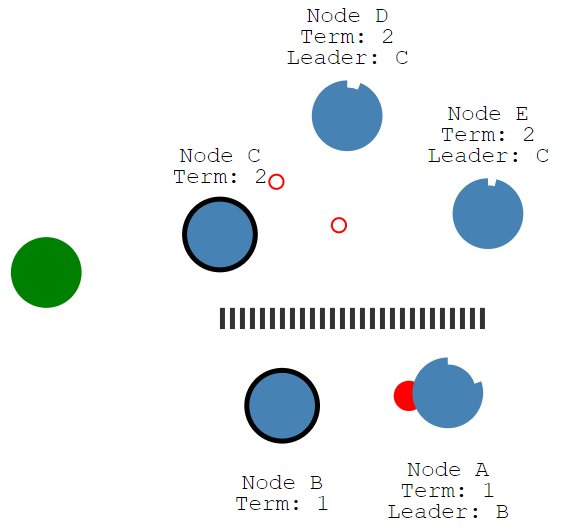 Node D
Term: 2
Leader: C
Node E
Term: 2
Leader: C
Node C
Term: 2
Node B
Term: 1
Node A
Term: 1
Leader: B